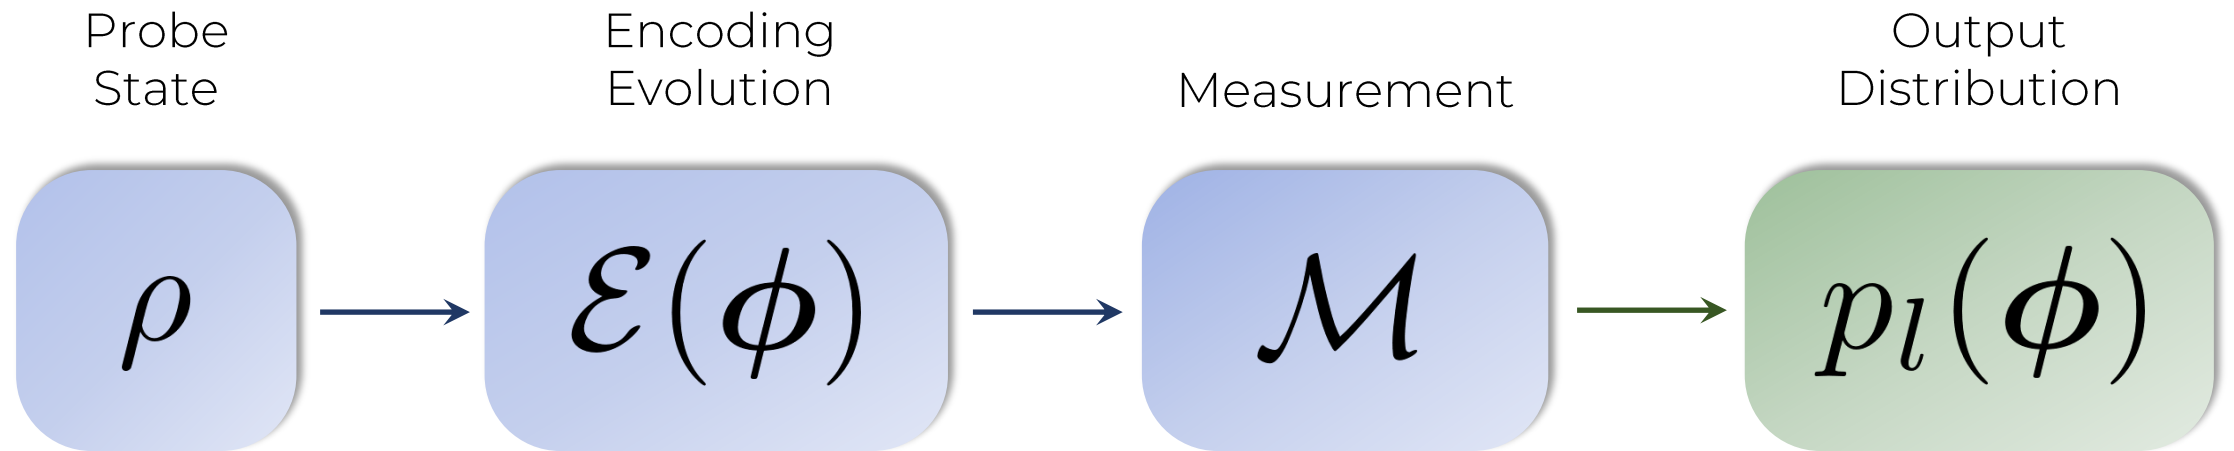 Probe
State
Encoding
Evolution
Measurement
Output
Distribution
ρ
ℰ(ϕ)
ℳ
pₗ(ϕ)